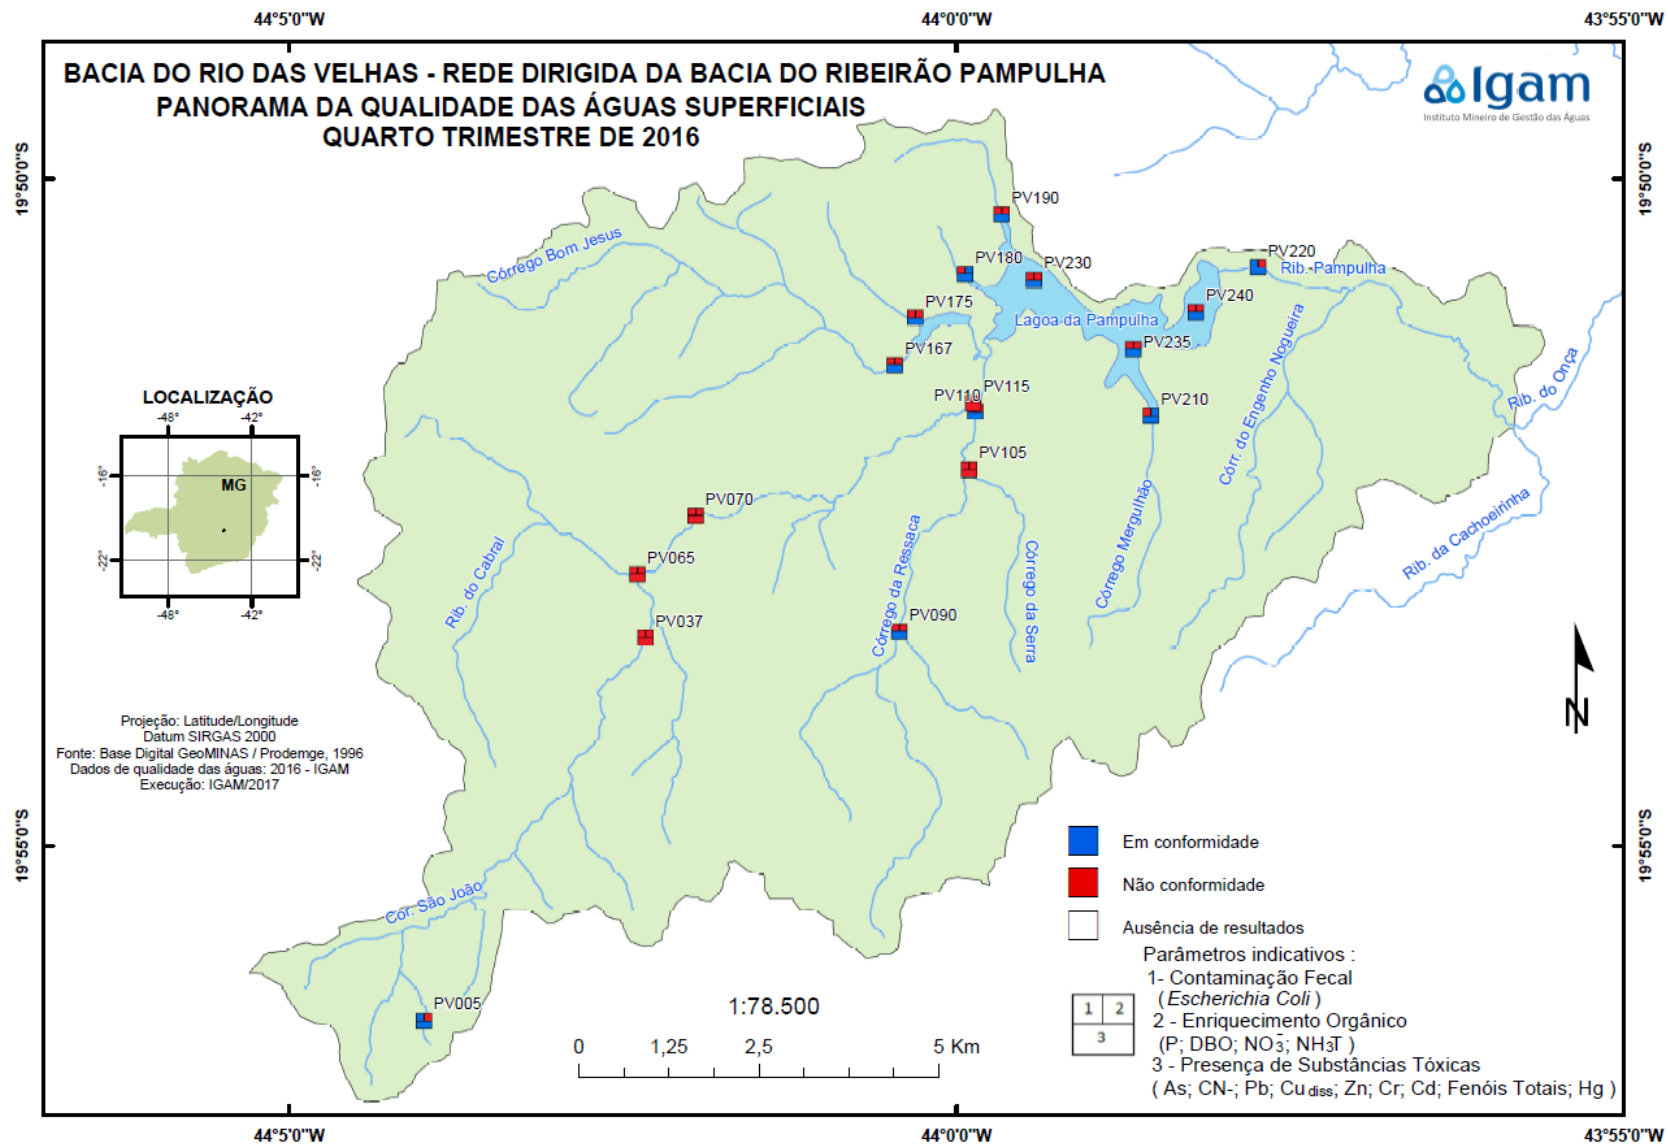 44°5'0"W
44°0'0"W
43°55'0"W
BACIA DO RIO DAS VELHAS - REDE DIRIGIDA DA BACIA DO RIBEIRÃO PAMPULHA
PANORAMA DA QUALIDADE DAS ÁGUAS SUPERFICIAIS
QUARTO TRIMESTRE DE 2016
Igam
Instituto Mineiro de Gestão das Águas
19°50'0"S
19°50'0"S
PV190
Córrego Bom Jesus
PV180
PV230
PV220
Rib. Pampulha
PV175
PV240
Lagoa da Pampulha
PV167
PV235
Córr. do Engenho Nogueira
Rib. do Onça
PV115
PV110
PV210
LOCALIZAÇÃO
-48°
-42°
-16°
-16°
MG
-22°
-22°
-48°
-42°
PV105
PV070
Córrego Mergulhão
Rib. da Cachoeirinha
Córrego da Ressaca
Córrego da Serra
Rib. do Cabral
PV065
PV037
PV090
N
Projeção: Latitude/Longitude
Datum SIRGAS 2000
Fonte: Base Digital GeoMINAS / Prodemge, 1996
Dados de qualidade das águas: 2016 - IGAM
Execução: IGAM/2017
19°55'0"S
19°55'0"S
Cór. São João
PV005
1:78.500
0 1,25 2,5 5 Km
Em conformidade
Não conformidade
Ausência de resultados
Parâmetros indicativos :
1- Contaminação Fecal
( Escherichia Coli )
1 2
3
2 - Enriquecimento Orgânico
(P; DBO; NO3-; NH3T )
3 - Presença de Substâncias Tóxicas
( As; CN-; Pb; Cu diss; Zn; Cr; Cd; Fenóis Totais; Hg )
44°5'0"W
44°0'0"W
43°55'0"W